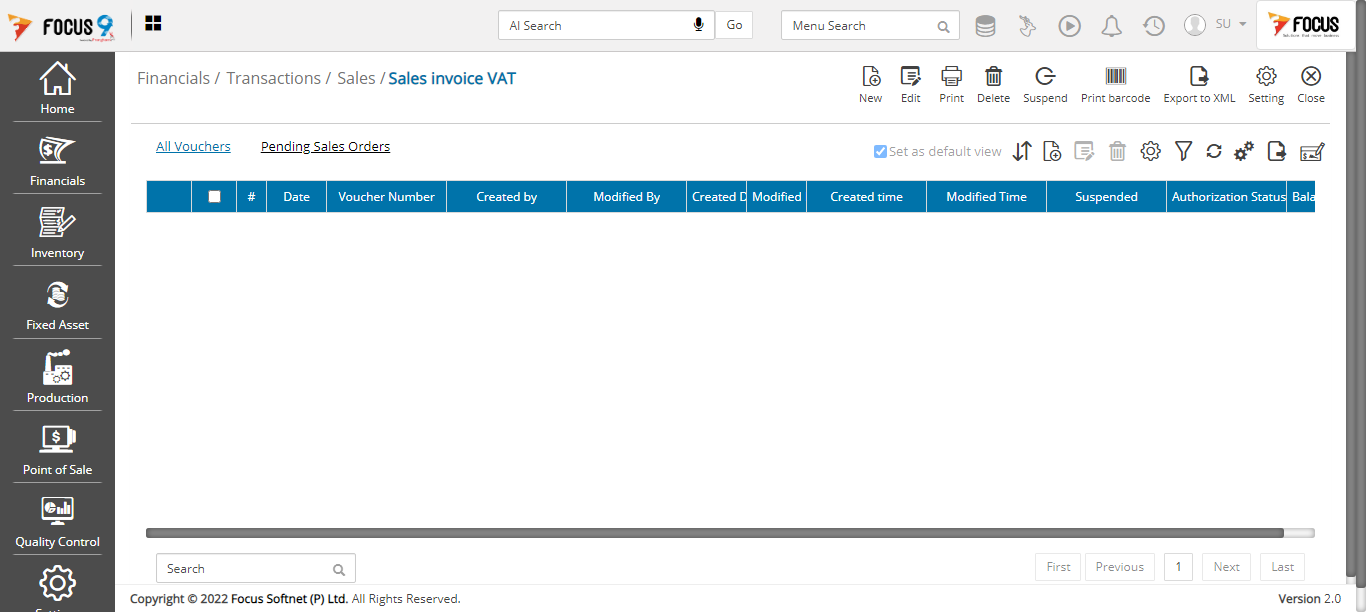 FOCUS 9
AI Search
Go
Menu Search
SU
FOCUS
Home
Financials
Inventory
Fixed Asset
Production
Point of Sale
Quality Control
Financials / Transactions / Sales / Sales invoice VAT
New Edit Print Delete Suspend Print barcode Export to XML Setting Close
All Vouchers Pending Sales Orders
Set as default view
# Date Voucher Number Created by Modified By Created D Modified Created time Modified Time Suspended Authorization Status Bala
Search
First Previous 1 Next Last
Copyright © 2022 Focus Softnet (P) Ltd. All Rights Reserved.
Version 2.0